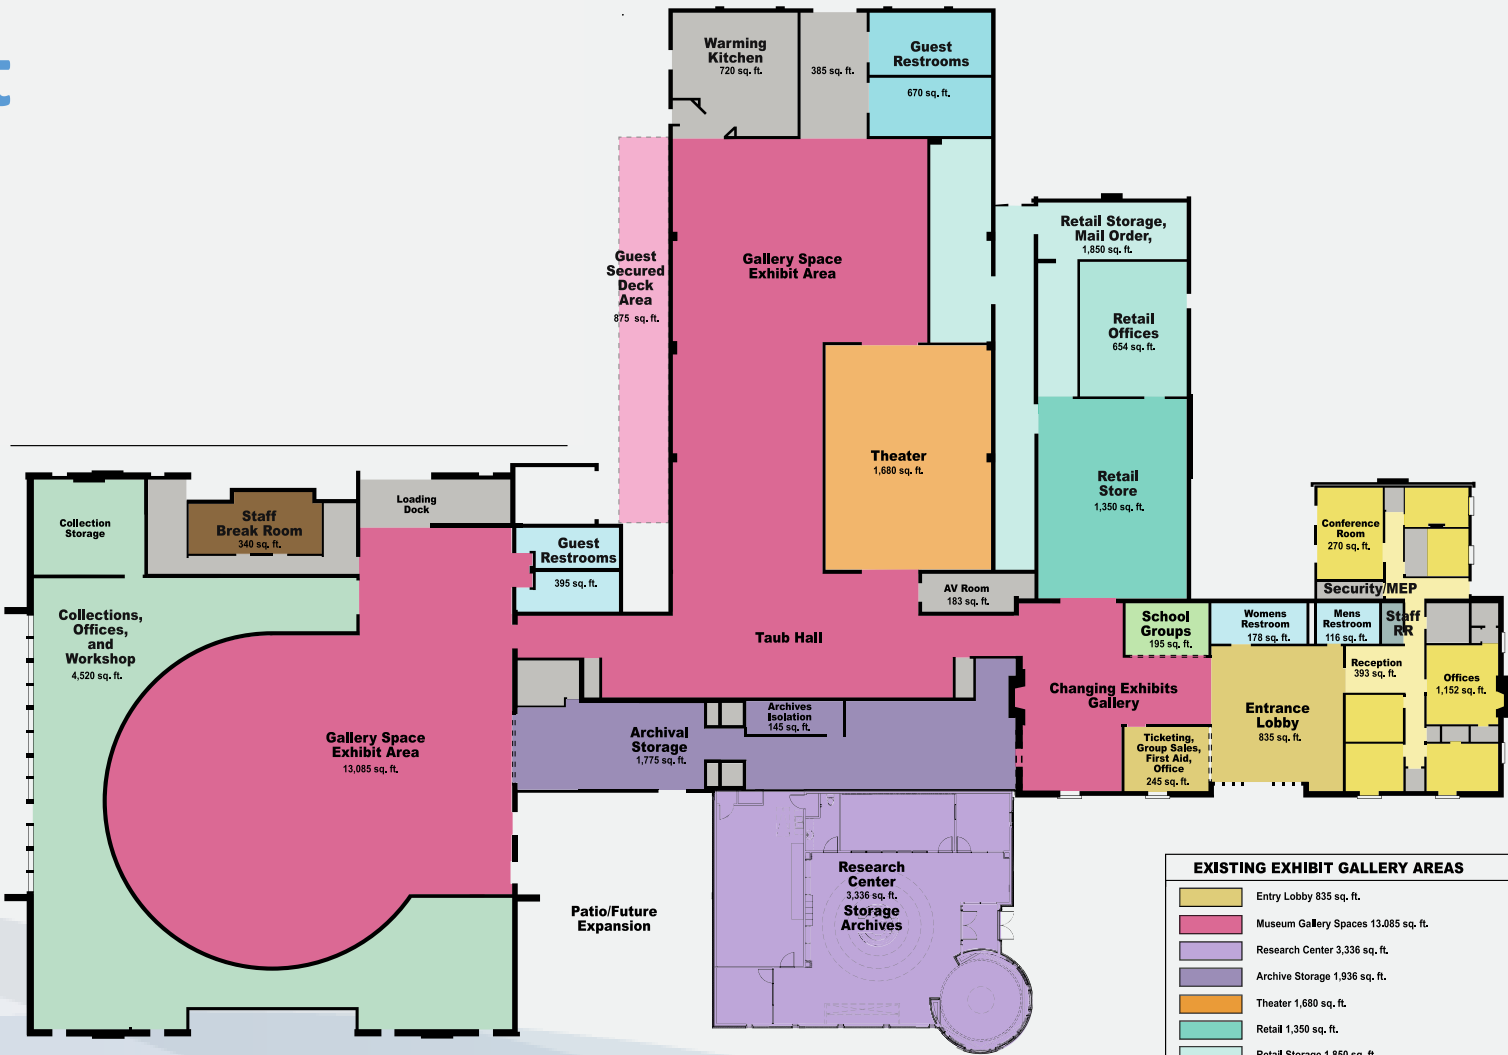 Warming
Kitchen
720 sq. ft.
385 sq. ft.
Guest
Restrooms
670 sq. ft.
Guest
Secured
Deck
Area
875 sq. ft.
Gallery Space
Exhibit Area
Retail Storage,
Mail Order,
1,850 sq. ft.
Retail
Offices
654 sq. ft.
Theater
1,680 sq. ft.
Retail
Store
1,350 sq. ft.
Collection
Storage
Staff
Break Room
340 sq. ft.
Loading
Dock
Guest
Restrooms
395 sq. ft.
AV Room
183 sq. ft.
Conference
Room
270 sq. ft.
Security/MEP
Collections,
Offices,
and
Workshop
4,520 sq. ft.
Taub Hall
School
Groups
195 sq. ft.
Womens
Restroom
178 sq. ft.
Mens
Restroom
116 sq. ft.
Staff
RR
Reception
393 sq. ft.
Offices
1,152 sq. ft.
Changing Exhibits
Gallery
Entrance
Lobby
835 sq. ft.
Ticketing,
Group Sales,
First Aid,
Office
245 sq. ft.
Gallery Space
Exhibit Area
13,085 sq. ft.
Archival
Storage
1,775 sq. ft.
Archives
Isolation
145 sq. ft.
Research
Center
3,336 sq. ft.
Storage
Archives
Patio/Future
Expansion
EXISTING EXHIBIT GALLERY AREAS
Entry Lobby 835 sq. ft.
Museum Gallery Spaces 13.085 sq. ft.
Research Center 3,336 sq. ft.
Archive Storage 1,936 sq. ft.
Theater 1,680 sq. ft.
Retail 1,350 sq. ft.
Retail Storage 1,850 sq. ft.